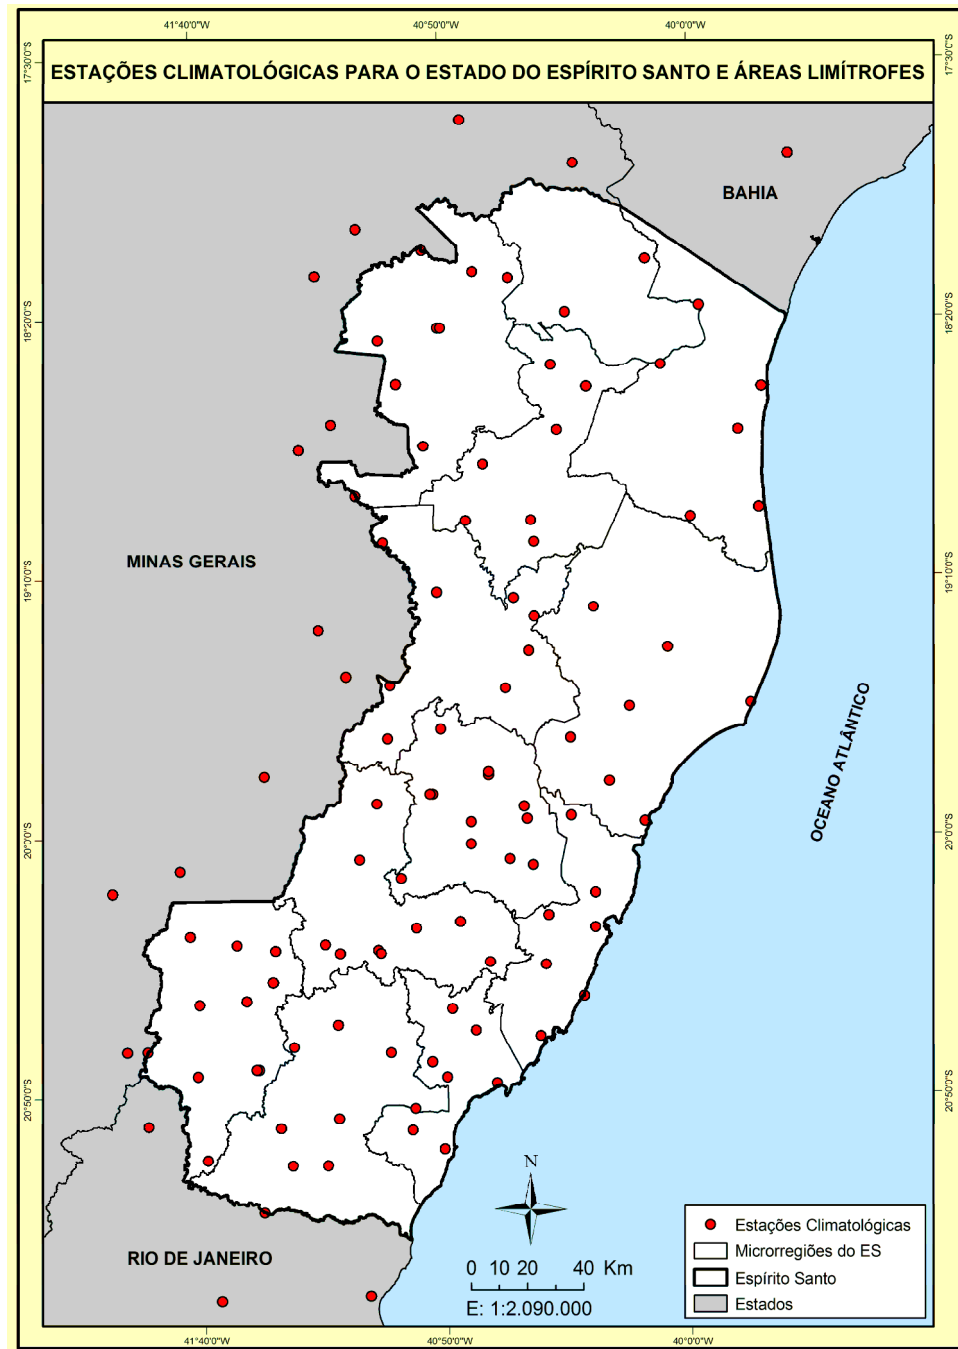 41°40'0"W 40°50'0"W 40°0'0"W
17°30'0"S
17°30'0"S
ESTAÇÕES CLIMATOLÓGICAS PARA O ESTADO DO ESPÍRITO SANTO E ÁREAS LIMÍTROFES
BAHIA
18°20'0"S
18°20'0"S
MINAS GERAIS
19°10'0"S
19°10'0"S
OCEANO ATLÂNTICO
20°0'0"S
20°0'0"S
20°50'0"S
20°50'0"S
N
RIO DE JANEIRO
0 10 20 40 Km
E: 1:2.090.000
Estações Climatológicas
Microrregiões do ES
Espírito Santo
Estados
41°40'0"W 40°50'0"W 40°0'0"W